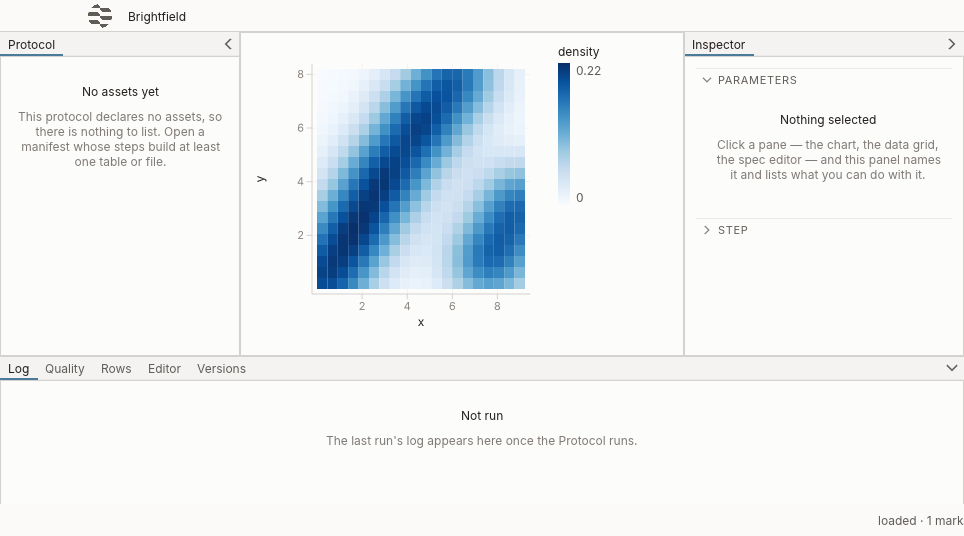 Brightfield
Protocol
No assets yet
This protocol declares no assets, so
there is nothing to list. Open a
manifest whose steps build at least
one table or file.
density
0.22
0
8
6
4
2
y
2 4 6 8
x
Inspector
PARAMETERS
Nothing selected
Click a pane — the chart, the data grid,
the spec editor — and this panel names
it and lists what you can do with it.
STEP
Log Quality Rows Editor Versions
Not run
The last run's log appears here once the Protocol runs.
loaded · 1 mark